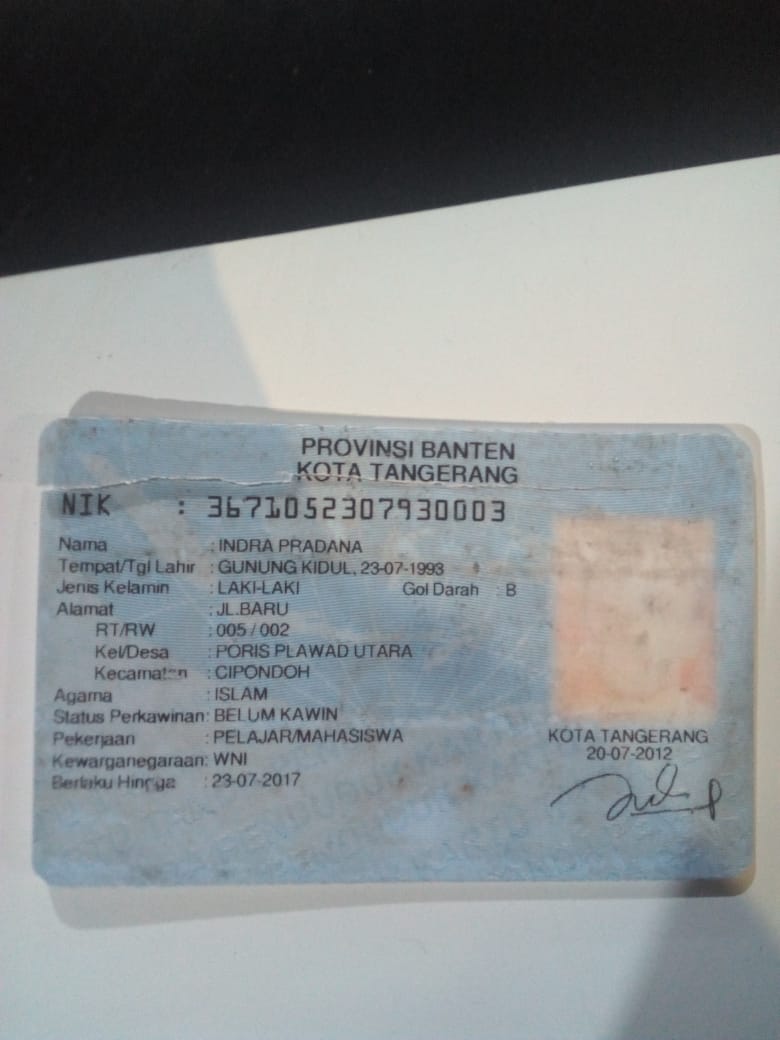 PROVINSI BANTEN
KOTA TANGERANG
NIK : 3671052307930003
Nama : INDRA PRADANA
Tempat/Tgl Lahir : GUNUNG KIDUL, 23-07-1993
Jenis Kelamin : LAKI-LAKI Gol Darah : B
Alamat : JL.BARU
RT/RW : 005 / 002
Kel/Desa : PORIS PLAWAD UTARA
Kecamatan : CIPONDOH
Agama : ISLAM
Status Perkawinan: BELUM KAWIN
Pekerjaan : PELAJAR/MAHASISWA
Kewarganegaraan: WNI
Berlaku Hingga : 23-07-2017
KOTA TANGERANG
20-07-2012